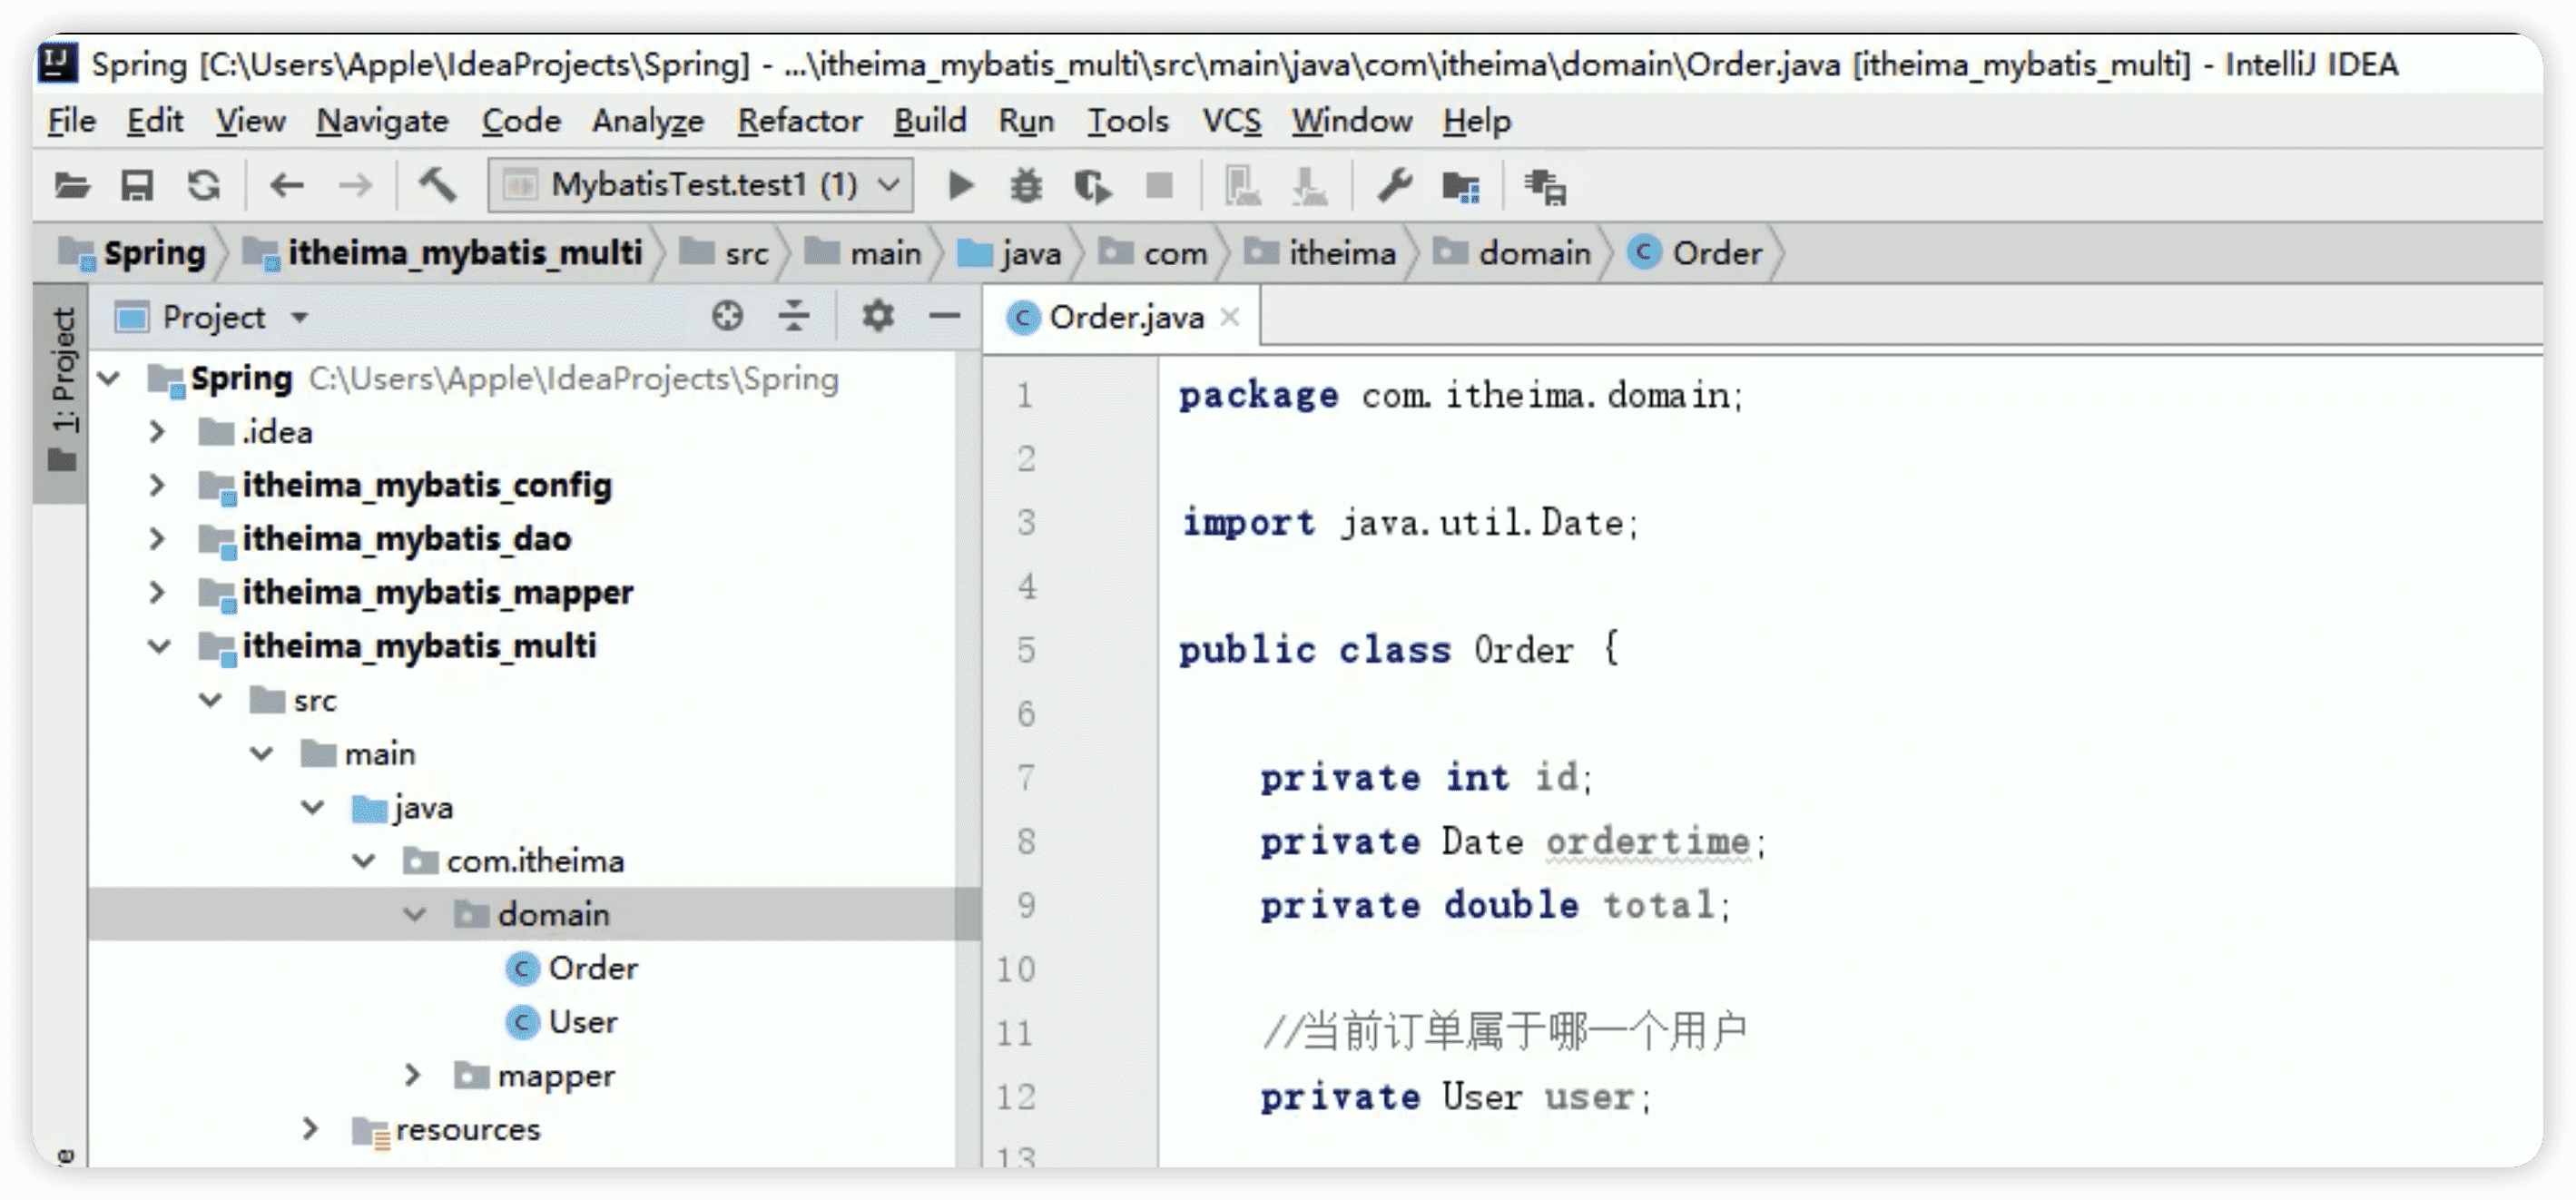 Spring [C:\Users\Apple\IdeaProjects\Spring] - ...\itheima_mybatis_multi\src\main\java\com\itheima\domain\Order.java [itheima_mybatis_multi] - IntelliJ IDEA
File Edit View Navigate Code Analyze Refactor Build Run Tools VCS Window Help
MybatisTest.test1 (1)
Spring itheima_mybatis_multi src main java com itheima domain Order
1: Project
Project
Spring C:\Users\Apple\IdeaProjects\Spring
.idea
itheima_mybatis_config
itheima_mybatis_dao
itheima_mybatis_mapper
itheima_mybatis_multi
src
main
java
com.itheima
domain
Order
User
mapper
resources
Order.java
1 package com.itheima.domain;
2
3 import java.util.Date;
4
5 public class Order {
6
7 private int id;
8 private Date ordertime;
9 private double total;
10
11 //当前订单属于哪一个用户
12 private User user;
13